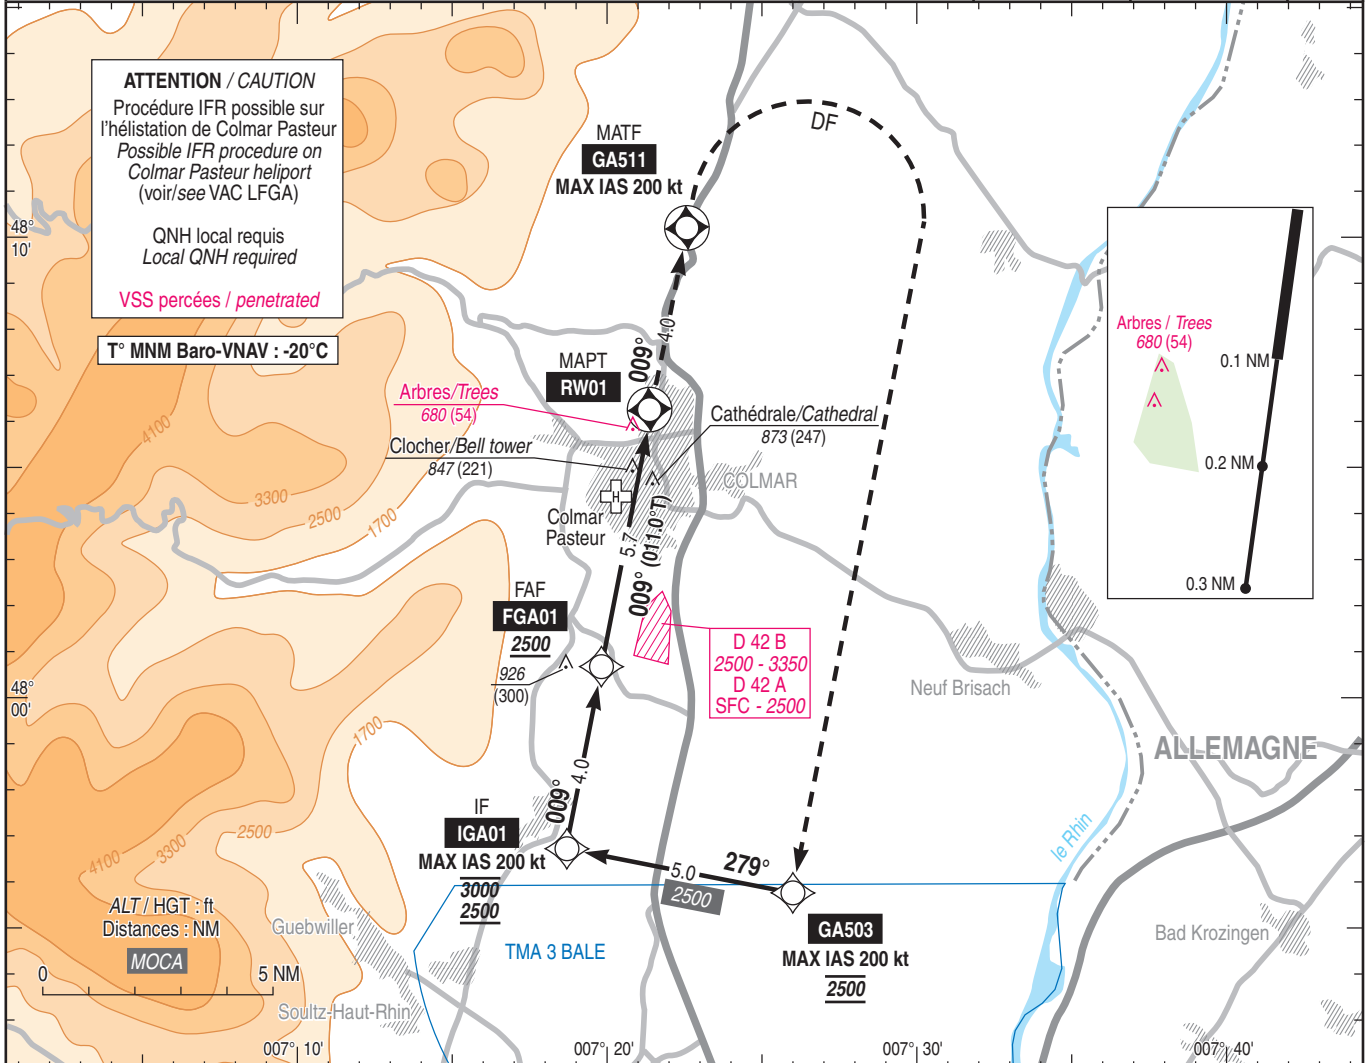 ATTENTION / CAUTION
Procédure IFR possible sur
l'hélistation de Colmar Pasteur
Possible IFR procedure on
Colmar Pasteur heliport
(voir/see VAC LFGA)
QNH local requis
Local QNH required
VSS percées / penetrated
T° MNM Baro-VNAV : -20°C
48°
10'
MATF
GA511
MAX IAS 200 kt
DF
4.0
009°
MAPT
RW01
Arbres/Trees
680 (54)
Clocher/Bell tower
847 (221)
Cathédrale/Cathedral
873 (247)
COLMAR
Colmar
Pasteur
H
5.7
009° (011.0°T)
Arbres / Trees
680 (54)
0.1 NM
0.2 NM
0.3 NM
4100
3300
2500
1700
FAF
FGA01
2500
926
(300)
D 42 B
2500 - 3350
D 42 A
SFC - 2500
Neuf Brisach
ALLEMAGNE
48°
00'
1700
2500
3300
4100
009°
4.0
IF
IGA01
MAX IAS 200 kt
3000
2500
5.0
279°
2500
GA503
MAX IAS 200 kt
2500
le Rhin
Bad Krozingen
TMA 3 BALE
Guebwiller
Soultz-Haut-Rhin
ALT / HGT : ft
Distances : NM
MOCA
0
5 NM
007° 10'
007° 20'
007° 30'
007° 40'